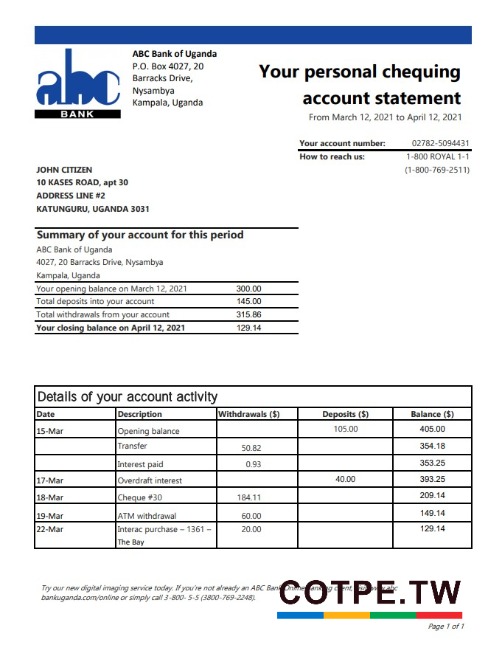 abc
BANK
ABC Bank of Uganda
P.O. Box 4027, 20
Barracks Drive,
Nysambya
Kampala, Uganda
Your personal chequing
account statement
From March 12, 2021 to April 12, 2021
Your account number: 02782-5094431
How to reach us: 1-800 ROYAL 1-1
(1-800-769-2511)
JOHN CITIZEN
10 KASES ROAD, apt 30
ADDRESS LINE #2
KATUNGURU, UGANDA 3031
Summary of your account for this period
ABC Bank of Uganda
4027, 20 Barracks Drive, Nysambya
Kampala, Uganda
Your opening balance on March 12, 2021 300.00
Total deposits into your account 145.00
Total withdrawals from your account 315.86
Your closing balance on April 12, 2021 129.14
Details of your account activity
Date Description Withdrawals ($) Deposits ($) Balance ($)
15-Mar Opening balance 105.00 405.00
Transfer 50.82 354.18
Interest paid 0.93 353.25
17-Mar Overdraft interest 40.00 393.25
18-Mar Cheque #30 184.11 209.14
19-Mar ATM withdrawal 60.00 149.14
22-Mar Interac purchase – 1361 – 20.00 129.14
The Bay
Try our new digital imaging service today. If you're not already an ABC Bank Online
bankuganda.com/online or simply call 3-800- 5-5 (3800-769-2248).
COTPE.TW
Page 1 of 1